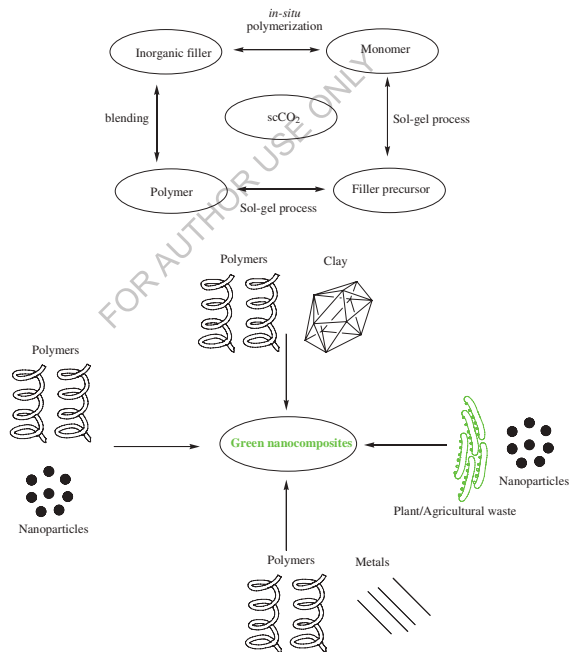 in-situ
polymerization
Inorganic filler
Monomer
scCO₂
blending
Sol-gel process
Polymer
Filler precursor
Sol-gel process
FOR AUTHOR USE ONLY
Polymers
Clay
Polymers
Green nanocomposites
Nanoparticles
Nanoparticles
Plant/Agricultural waste
Polymers
Metals